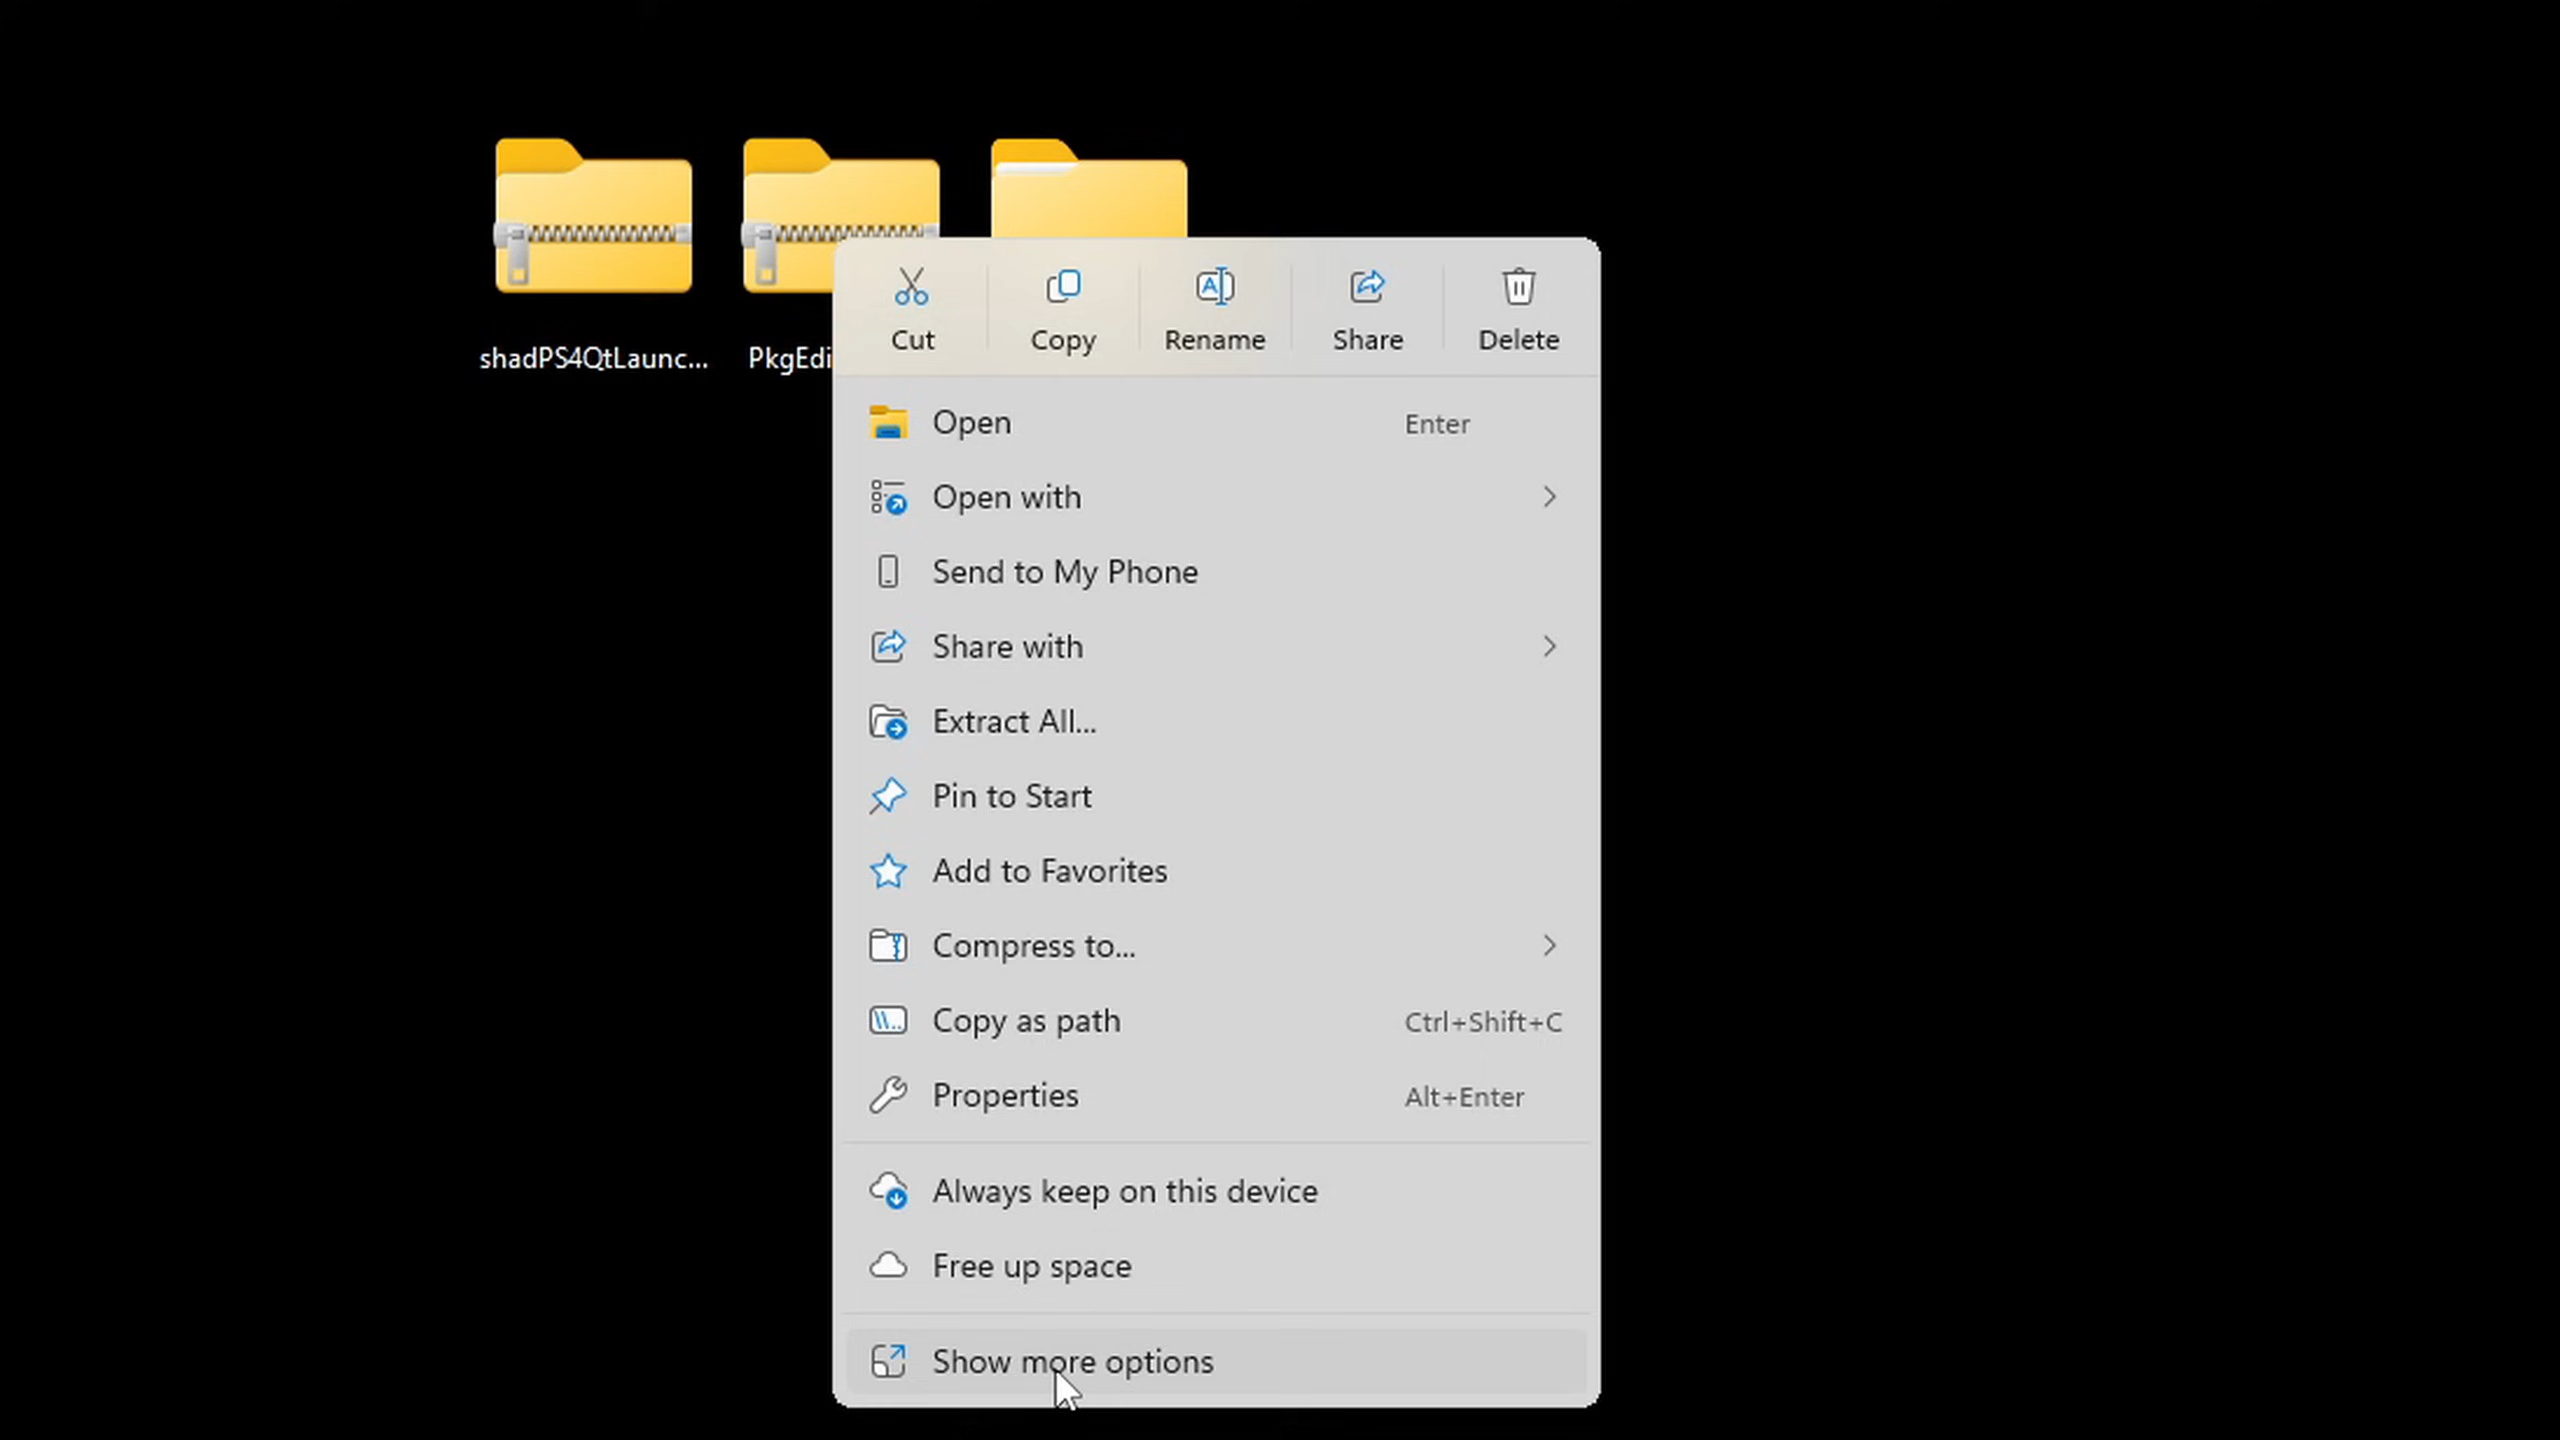 shadPS4QtLaunc...
PkgEdi
Cut
Copy
Rename
Share
Delete
Open Enter
Open with
Send to My Phone
Share with
Extract All...
Pin to Start
Add to Favorites
Compress to...
Copy as path Ctrl+Shift+C
Properties Alt+Enter
Always keep on this device
Free up space
Show more options